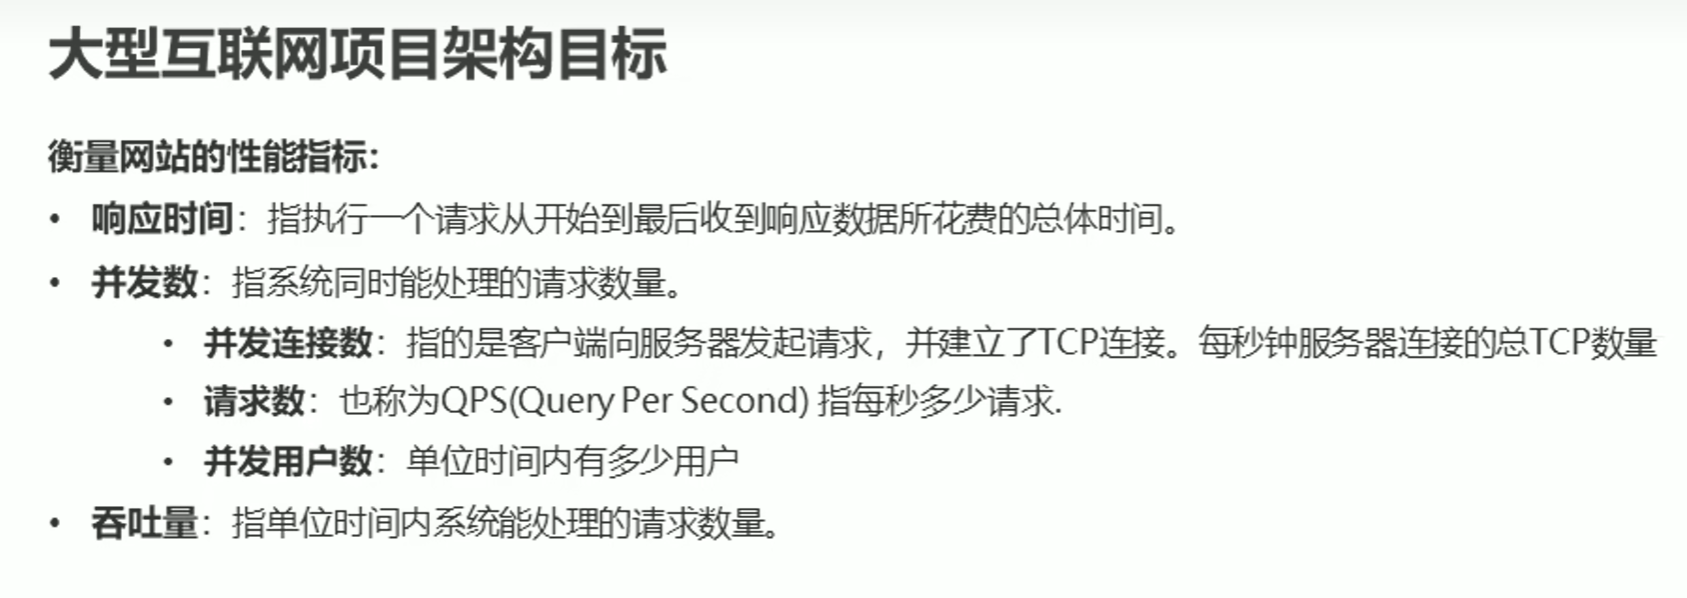 大型互联网项目架构目标
衡量网站的性能指标：
• 响应时间：指执行一个请求从开始到最后收到响应数据所花费的总体时间。
• 并发数：指系统同时能处理的请求数量。
• 并发连接数：指的是客户端向服务器发起请求，并建立了TCP连接。每秒钟服务器连接的总TCP数量
• 请求数：也称为QPS(Query Per Second) 指每秒多少请求.
• 并发用户数：单位时间内有多少用户
• 吞吐量：指单位时间内系统能处理的请求数量。